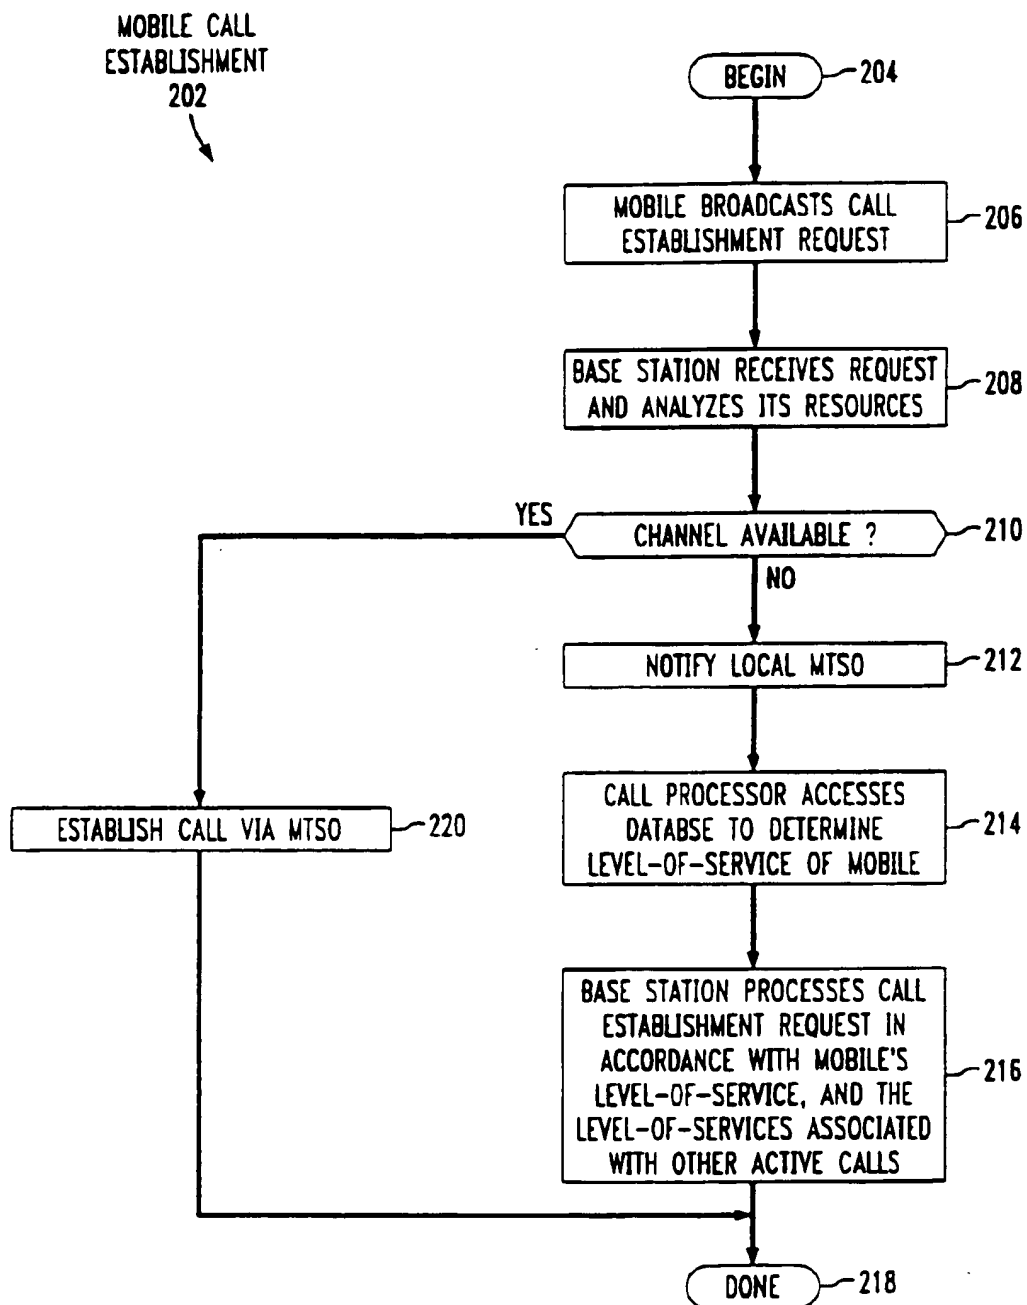 MOBILE CALL
ESTABLISHMENT
202
BEGIN
204
MOBILE BROADCASTS CALL
ESTABLISHMENT REQUEST
206
BASE STATION RECEIVES REQUEST
AND ANALYZES ITS RESOURCES
208
YES
CHANNEL AVAILABLE ?
210
NO
NOTIFY LOCAL MTSO
212
CALL PROCESSOR ACCESSES
DATABSE TO DETERMINE
LEVEL-OF-SERVICE OF MOBILE
214
ESTABLISH CALL VIA MTSO
220
BASE STATION PROCESSES CALL
ESTABLISHMENT REQUEST IN
ACCORDANCE WITH MOBILE'S
LEVEL-OF-SERVICE, AND THE
LEVEL-OF-SERVICES ASSOCIATED
WITH OTHER ACTIVE CALLS
216
DONE
218